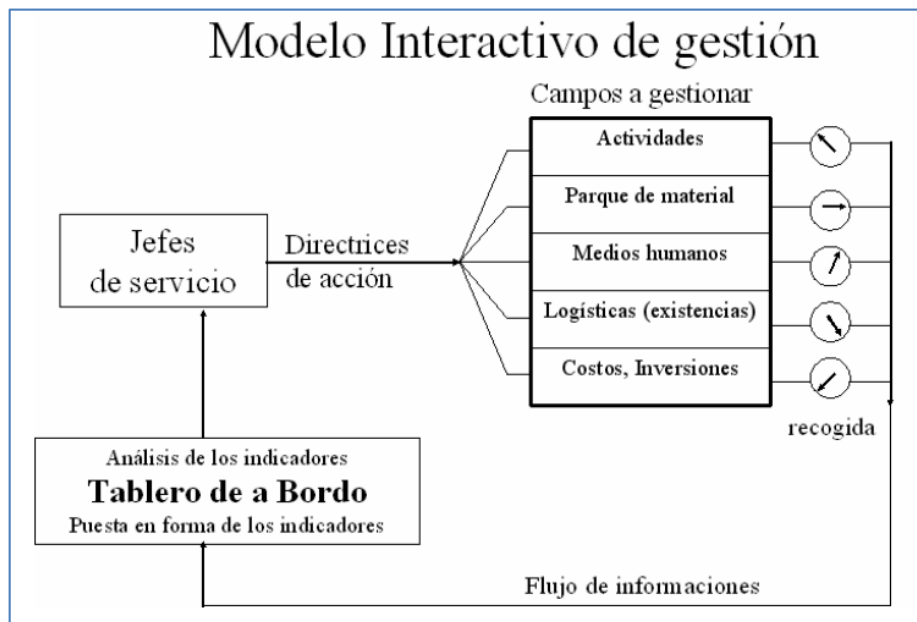 Modelo Interactivo de gestión
Campos a gestionar
Actividades
Parque de material
Medios humanos
Logísticas (existencias)
Costos, Inversiones
Jefes
de servicio
Directrices
de acción
recogida
Análisis de los indicadores
Tablero de a Bordo
Puesta en forma de los indicadores
Flujo de informaciones